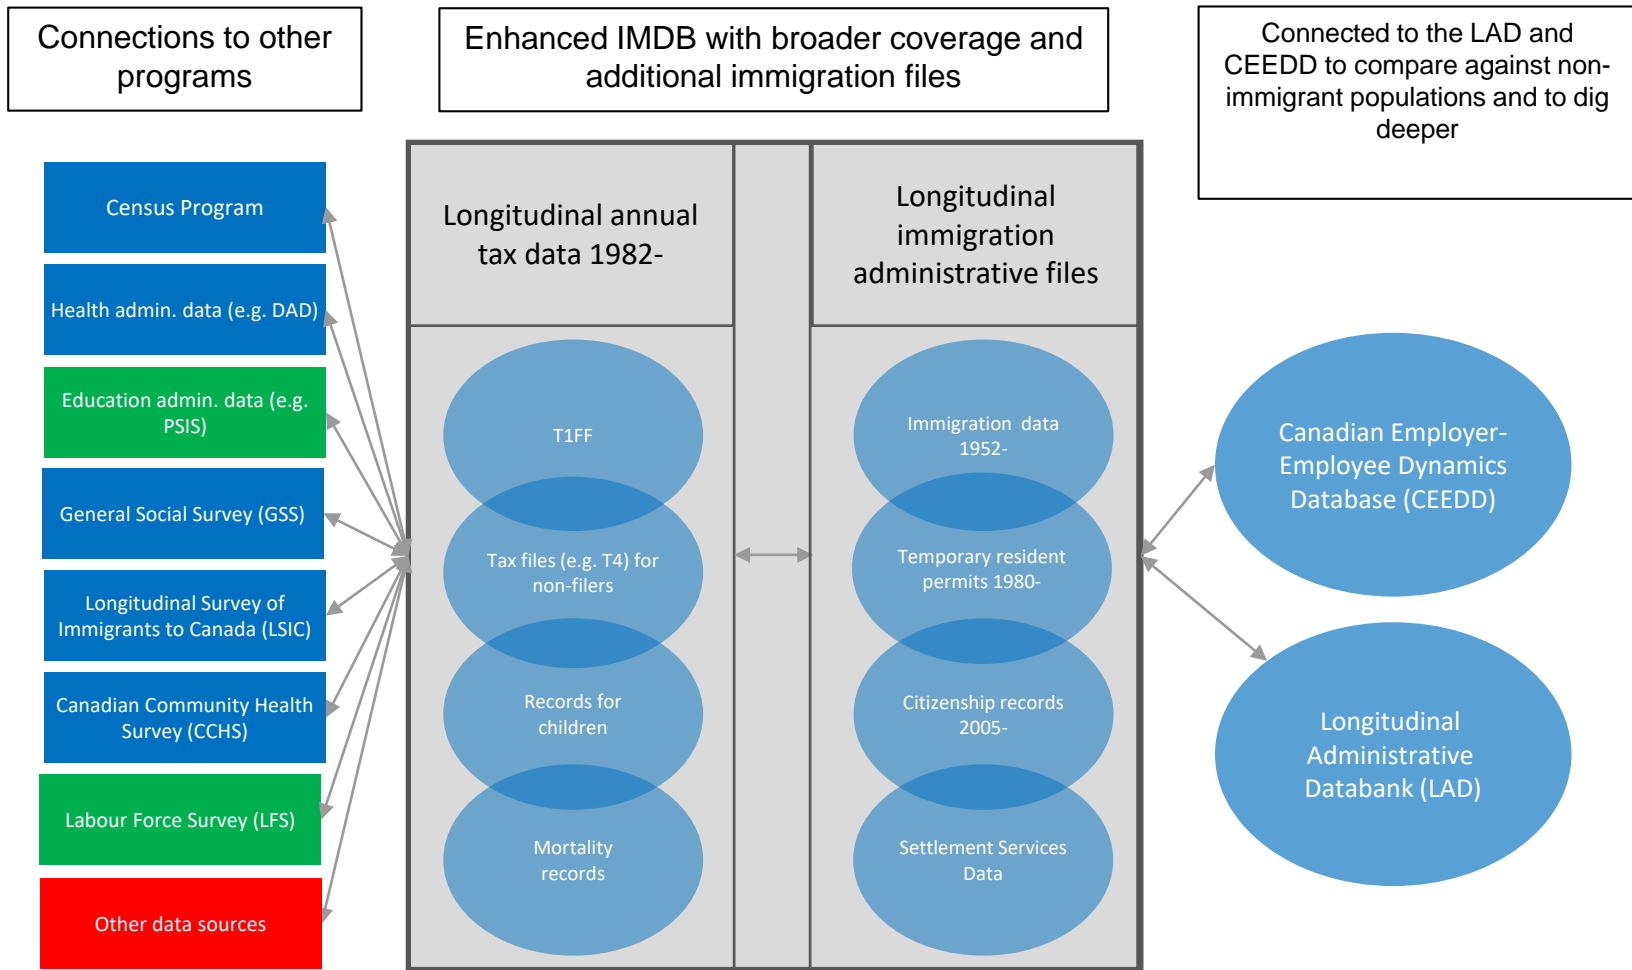 Connections to other
programs
Enhanced IMDB with broader coverage and
additional immigration files
Connected to the LAD and
CEEDD to compare against non-
immigrant populations and to dig
deeper
Census Program
Health admin. data (e.g. DAD)
Education admin. data (e.g.
PSIS)
General Social Survey (GSS)
Longitudinal Survey of
Immigrants to Canada (LSIC)
Canadian Community Health
Survey (CCHS)
Labour Force Survey (LFS)
Other data sources
Longitudinal annual
tax data 1982-
T1FF
Tax files (e.g. T4) for
non-filers
Records for
children
Mortality
records
Longitudinal
immigration
administrative files
Immigration data
1952-
Temporary resident
permits 1980-
Citizenship records
2005-
Settlement Services
Data
Canadian Employer-
Employee Dynamics
Database (CEEDD)
Longitudinal
Administrative
Databank (LAD)